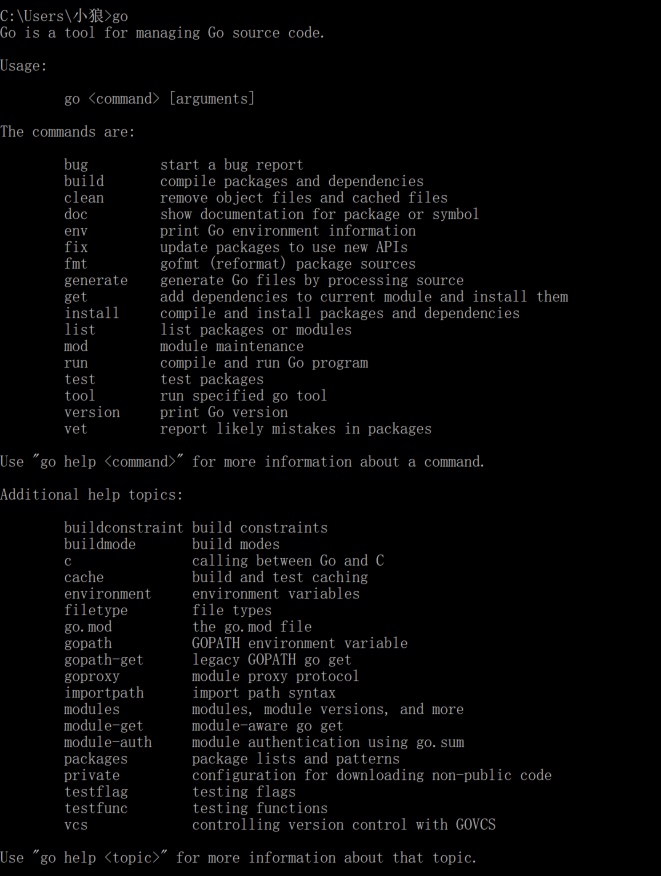 C:\Users\小狼>go
Go is a tool for managing Go source code.
Usage:
go <command> [arguments]
The commands are:
bug start a bug report
build compile packages and dependencies
clean remove object files and cached files
doc show documentation for package or symbol
env print Go environment information
fix update packages to use new APIs
fmt gofmt (reformat) package sources
generate generate Go files by processing source
get add dependencies to current module and install them
install compile and install packages and dependencies
list list packages or modules
mod module maintenance
run compile and run Go program
test test packages
tool run specified go tool
version print Go version
vet report likely mistakes in packages
Use "go help <command>" for more information about a command.
Additional help topics:
buildconstraint build constraints
buildmode build modes
c calling between Go and C
cache build and test caching
environment environment variables
filetype file types
go.mod the go.mod file
gopath GOPATH environment variable
gopath-get legacy GOPATH go get
goproxy module proxy protocol
importpath import path syntax
modules modules, module versions, and more
module-get module-aware go get
module-auth module authentication using go.sum
packages package lists and patterns
private configuration for downloading non-public code
testflag testing flags
testfunc testing functions
vcs controlling version control with GOVCS
Use "go help <topic>" for more information about that topic.